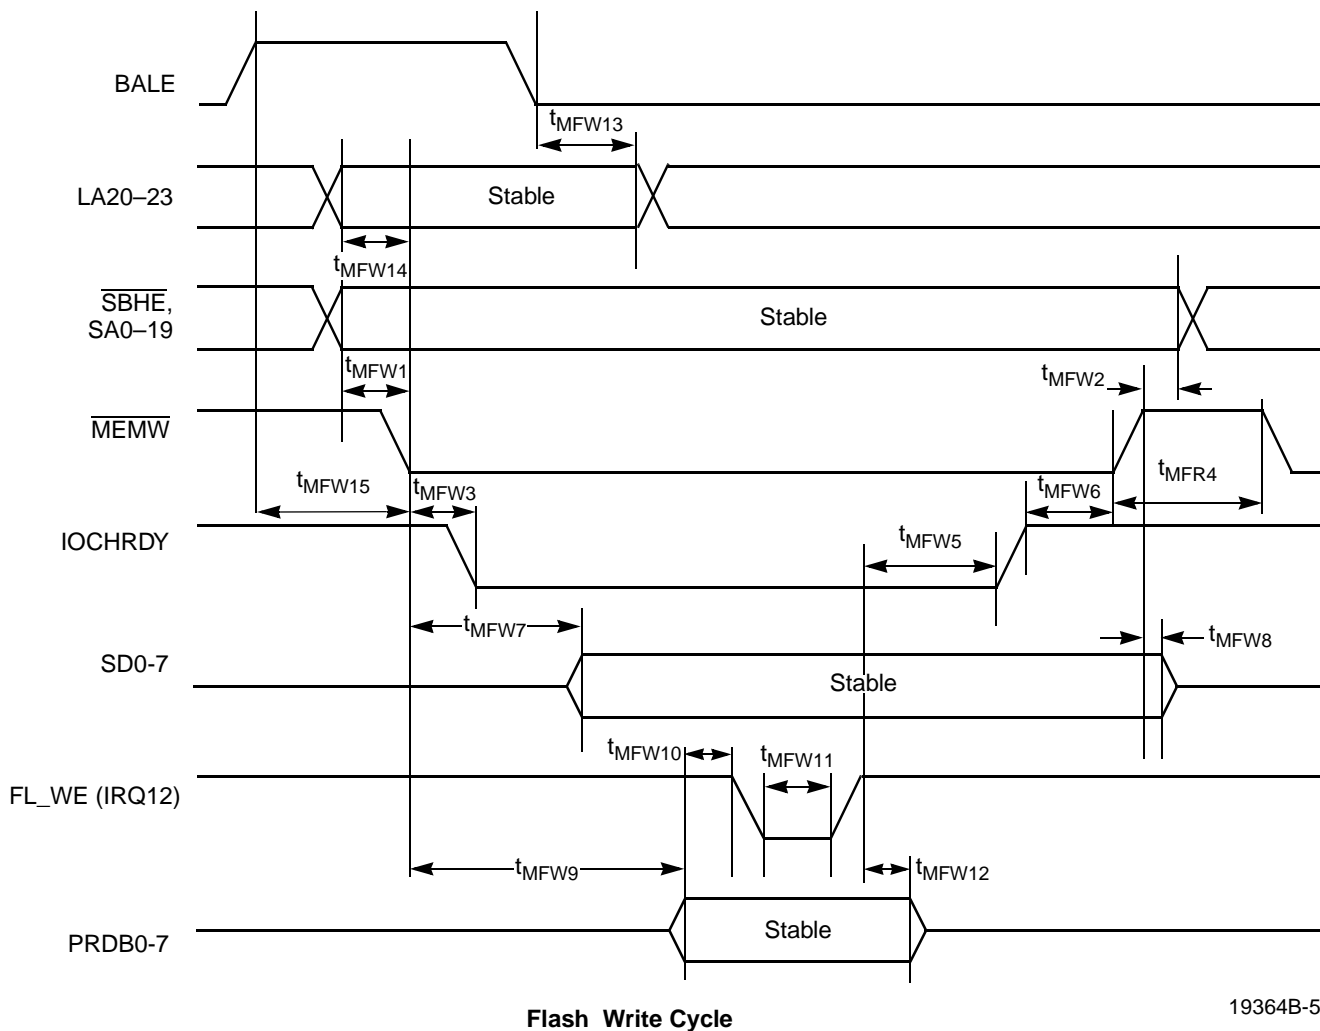 BALE
tMFW13
LA20–23
Stable
tMFW14
SBHE,
SA0–19
Stable
tMFW1
tMFW2
MEMW
tMFW15
tMFW3
tMFW6
tMFR4
IOCHRDY
tMFW5
tMFW7
tMFW8
SD0-7
Stable
tMFW10
tMFW11
FL_WE (IRQ12)
tMFW9
tMFW12
PRDB0-7
Stable
Flash Write Cycle
19364B-5